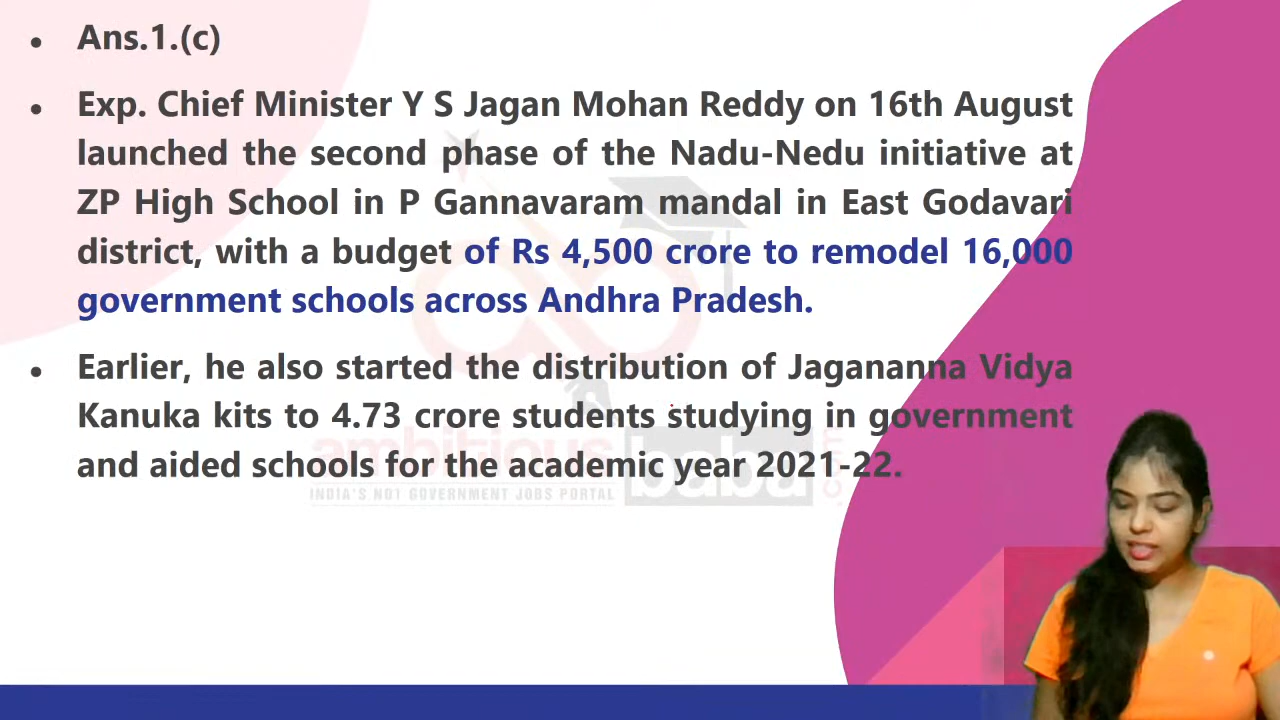 Ans.1.(c)
Exp. Chief Minister Y S Jagan Mohan Reddy on 16th August
launched the second phase of the Nadu-Nedu initiative at
ZP High School in P Gannavaram mandal in East Godavari
district, with a budget of Rs 4,500 crore to remodel 16,000
government schools across Andhra Pradesh.
Earlier, he also started the distribution of Jagananna Vidya
Kanuka kits to 4.73 crore students studying in government
and aided schools for the academic year 2021-22.
ambitious baba .com
INDIA'S NO1 GOVERNMENT JOBS PORTAL